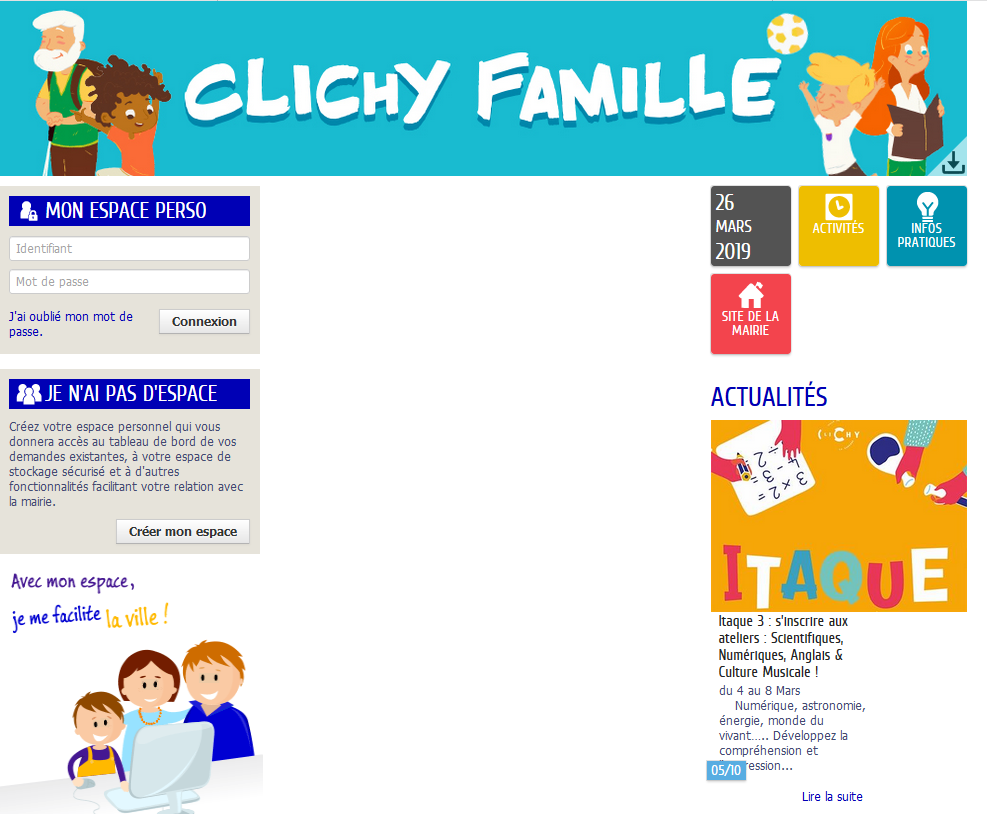 CLICHY FAMILLE
MON ESPACE PERSO
Identifiant
Mot de passe
J'ai oublié mon mot de
passe.
Connexion
JE N'AI PAS D'ESPACE
Créez votre espace personnel qui vous
donnera accès au tableau de bord de vos
demandes existantes, à votre espace de
stockage sécurisé et à d'autres
fonctionnalités facilitant votre relation avec
la mairie.
Créer mon espace
Avec mon espace,
je me facilite la ville !
26
MARS
2019
ACTIVITÉS
INFOS
PRATIQUES
SITE DE LA
MAIRIE
ACTUALITÉS
CLICHY
4 - 3 ÷ 2 =
3 × 2 =
ITAQUE
Itaque 3 : s'inscrire aux
ateliers : Scientifiques,
Numériques, Anglais &
Culture Musicale !
du 4 au 8 Mars
Numérique, astronomie,
énergie, monde du
vivant..... Développez la
compréhension et
05/10
Lire la suite